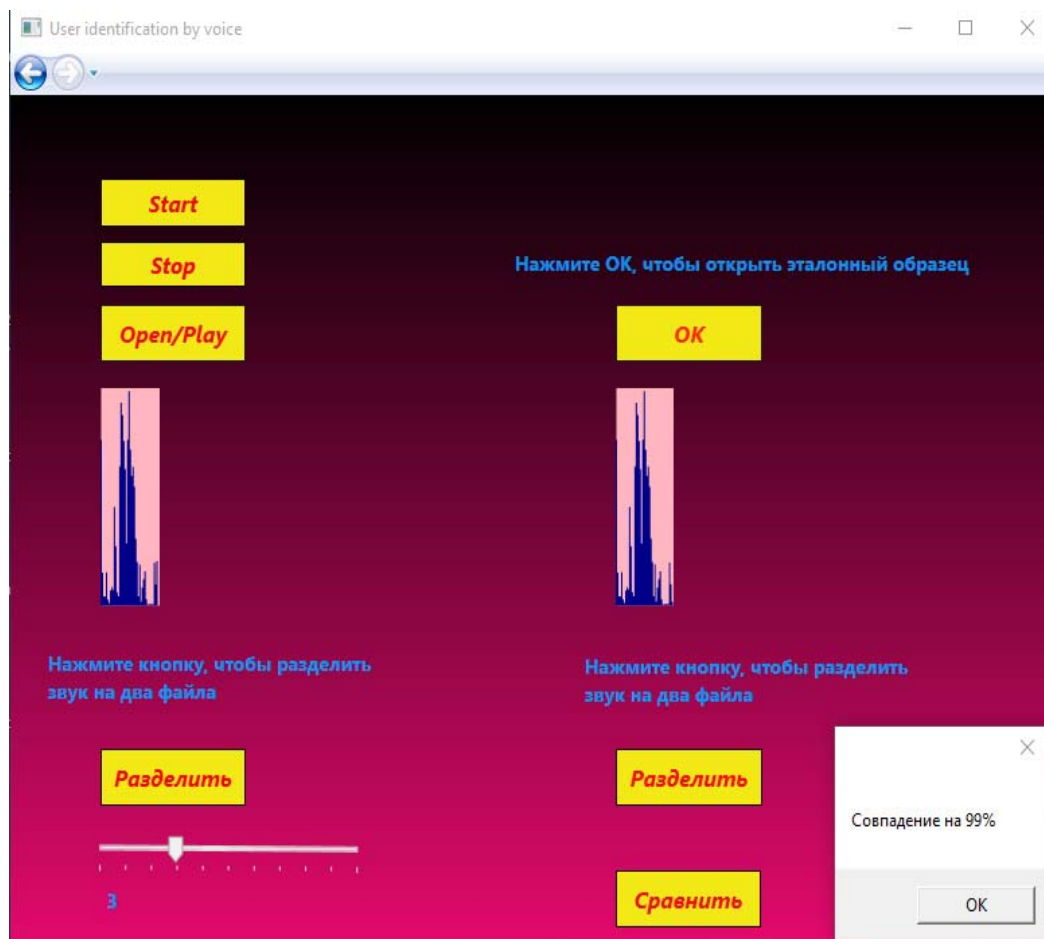 User identification by voice
Start
Stop
Open/Play
Нажмите ОК, чтобы открыть эталонный образец
OK
Нажмите кнопку, чтобы разделить
звук на два файла
Разделить
3
Нажмите кнопку, чтобы разделить
звук на два файла
Разделить
Сравнить
Совпадение на 99%
OK